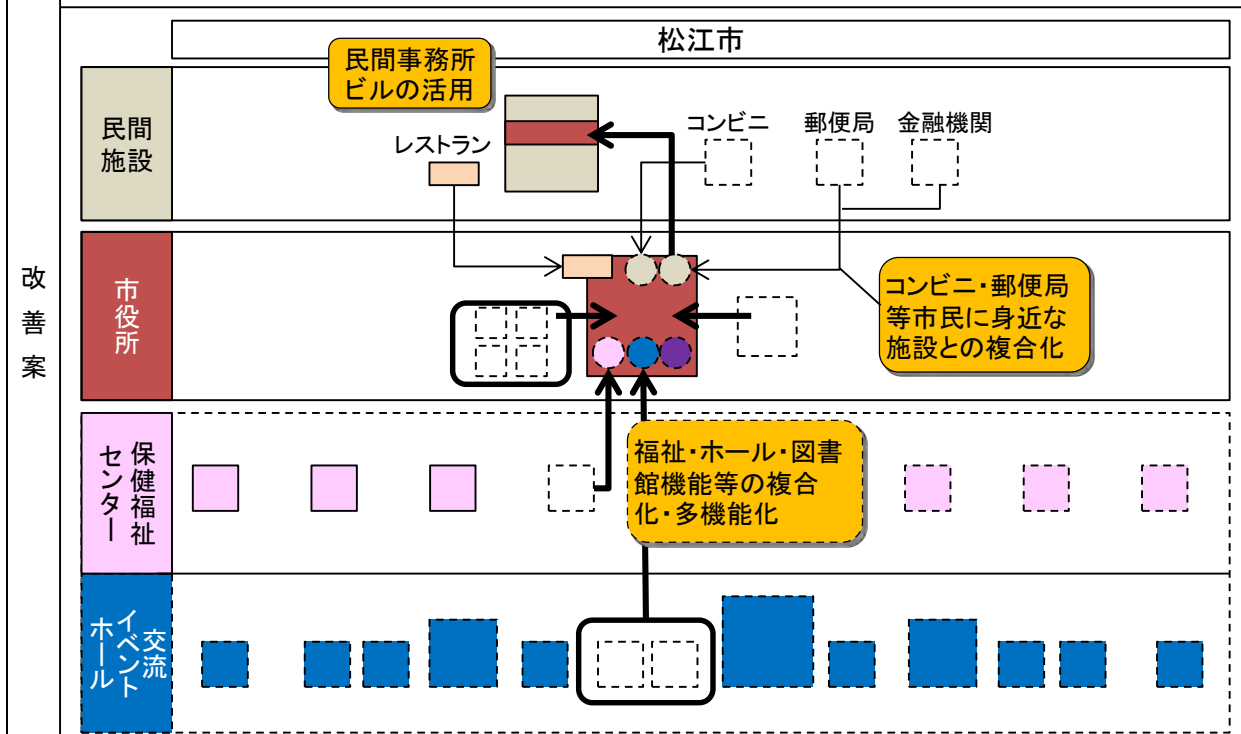 改善案
松江市
民間
施設
民間事務所
ビルの活用
レストラン
コンビニ
郵便局
金融機関
市役所
コンビニ・郵便局
等市民に身近な
施設との複合化
保健福祉
センター
福祉・ホール・図書
館機能等の複合
化・多機能化
交流
イベント
ホール